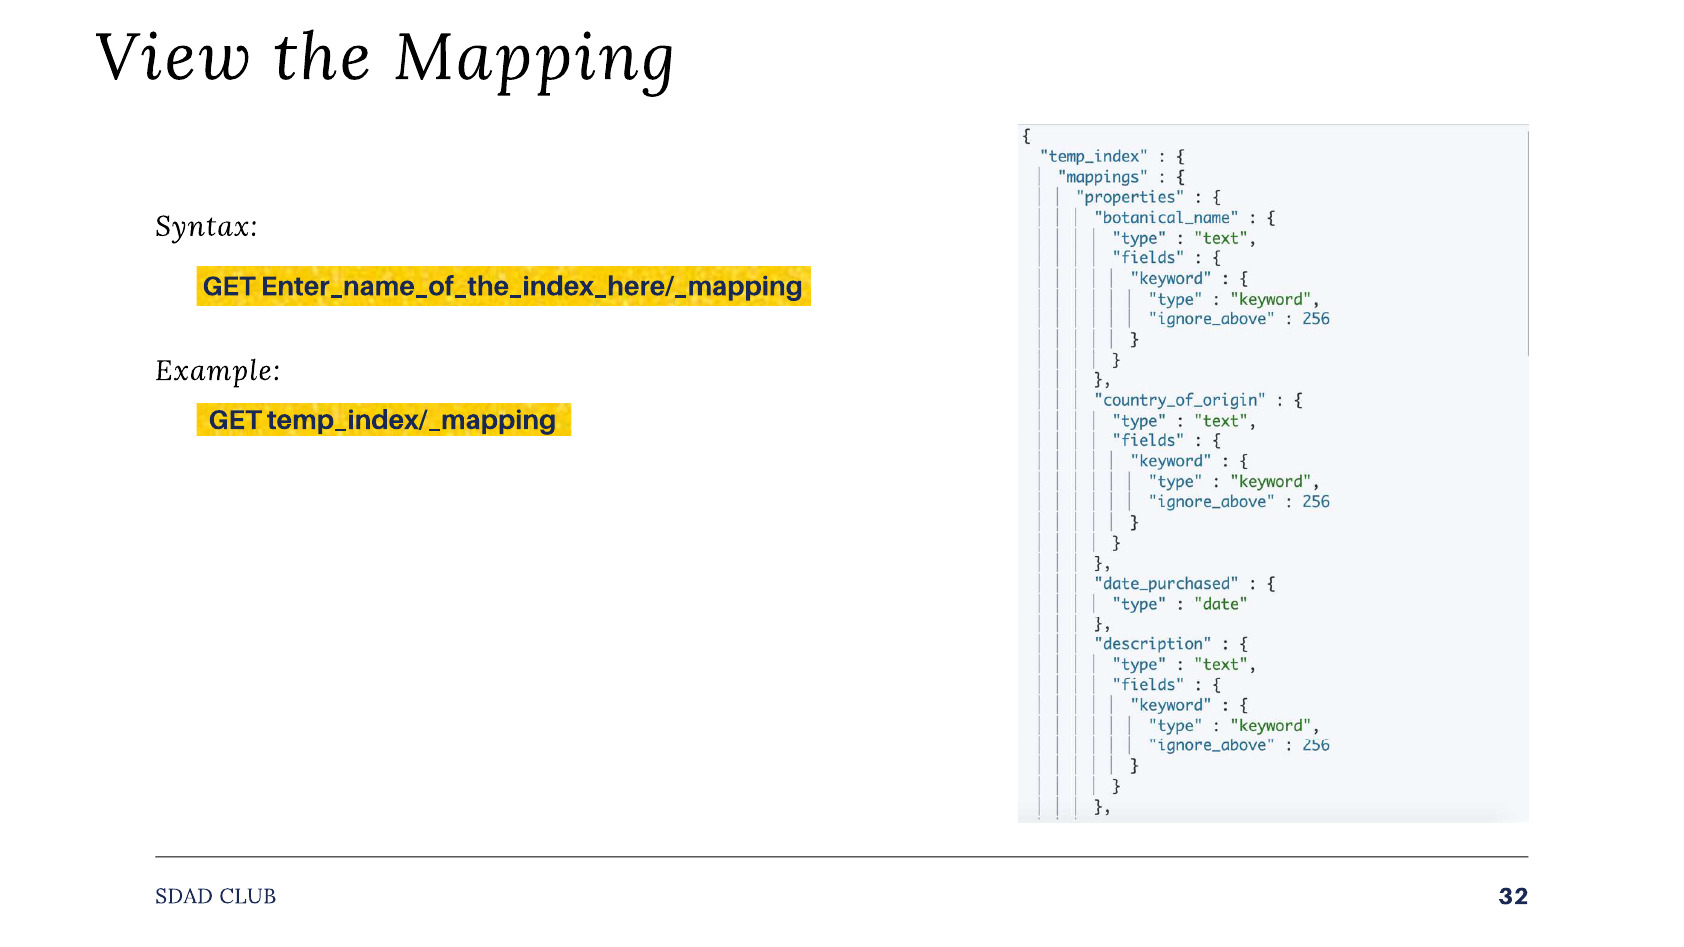 View the Mapping
Syntax:
GET Enter_name_of_the_index_here/_mapping
Example:
GET temp_index/_mapping
{
"temp_index" : {
"mappings" : {
"properties" : {
"botanical_name" : {
"type" : "text",
"fields" : {
"keyword" : {
"type" : "keyword",
"ignore_above" : 256
}
}
},
"country_of_origin" : {
"type" : "text",
"fields" : {
"keyword" : {
"type" : "keyword",
"ignore_above" : 256
}
}
},
"date_purchased" : {
"type" : "date"
},
"description" : {
"type" : "text",
"fields" : {
"keyword" : {
"type" : "keyword",
"ignore_above" : 256
}
}
},
SDAD CLUB
32